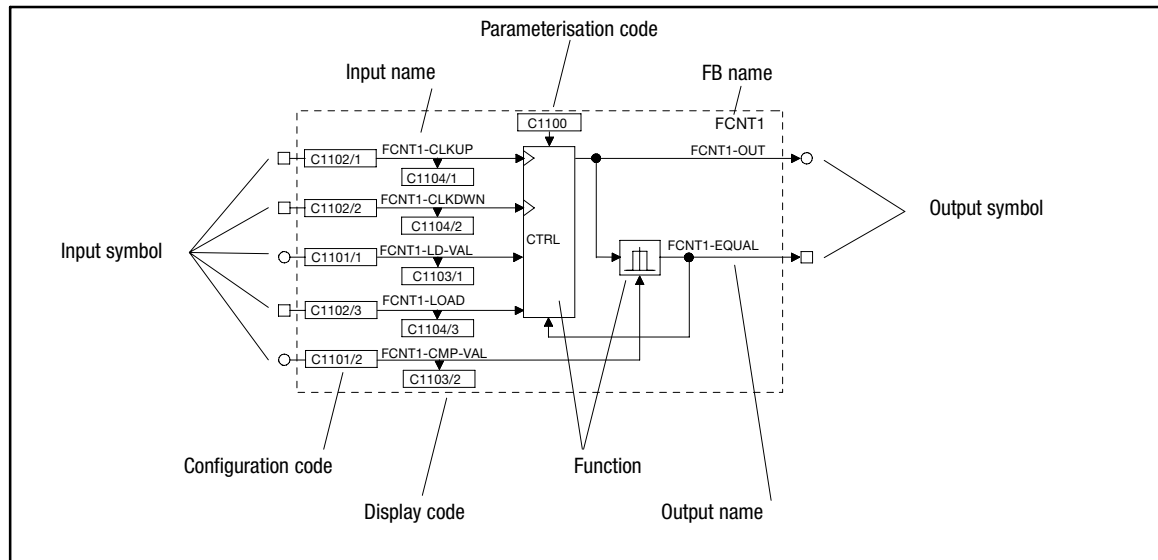 Parameterisation code
Input name
FB name
C1100
FCNT1
FCNT1-CLKUP
FCNT1-OUT
C1102/1
C1104/1
FCNT1-CLKDWN
C1102/2
C1104/2
Output symbol
Input symbol
CTRL
FCNT1-EQUAL
FCNT1-LD-VAL
C1101/1
C1103/1
FCNT1-LOAD
C1102/3
C1104/3
FCNT1-CMP-VAL
C1101/2
C1103/2
Configuration code
Function
Display code
Output name